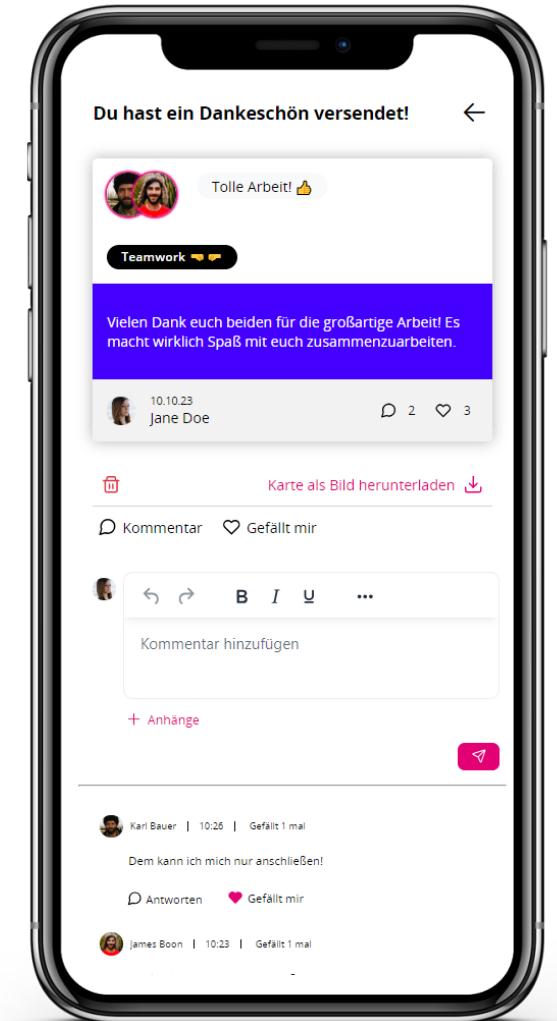 Du hast ein Dankeschön versendet!
Tolle Arbeit! 👍
Teamwork 🤜🤛
Vielen Dank euch beiden für die großartige Arbeit! Es
macht wirklich Spaß mit euch zusammenzuarbeiten.
10.10.23
Jane Doe
2 3
Karte als Bild herunterladen
Kommentar Gefällt mir
B I U ...
Kommentar hinzufügen
+ Anhänge
Karl Bauer | 10:26 | Gefällt 1 mal
Dem kann ich mich nur anschließen!
Antworten Gefällt mir
James Boon | 10:23 | Gefällt 1 mal